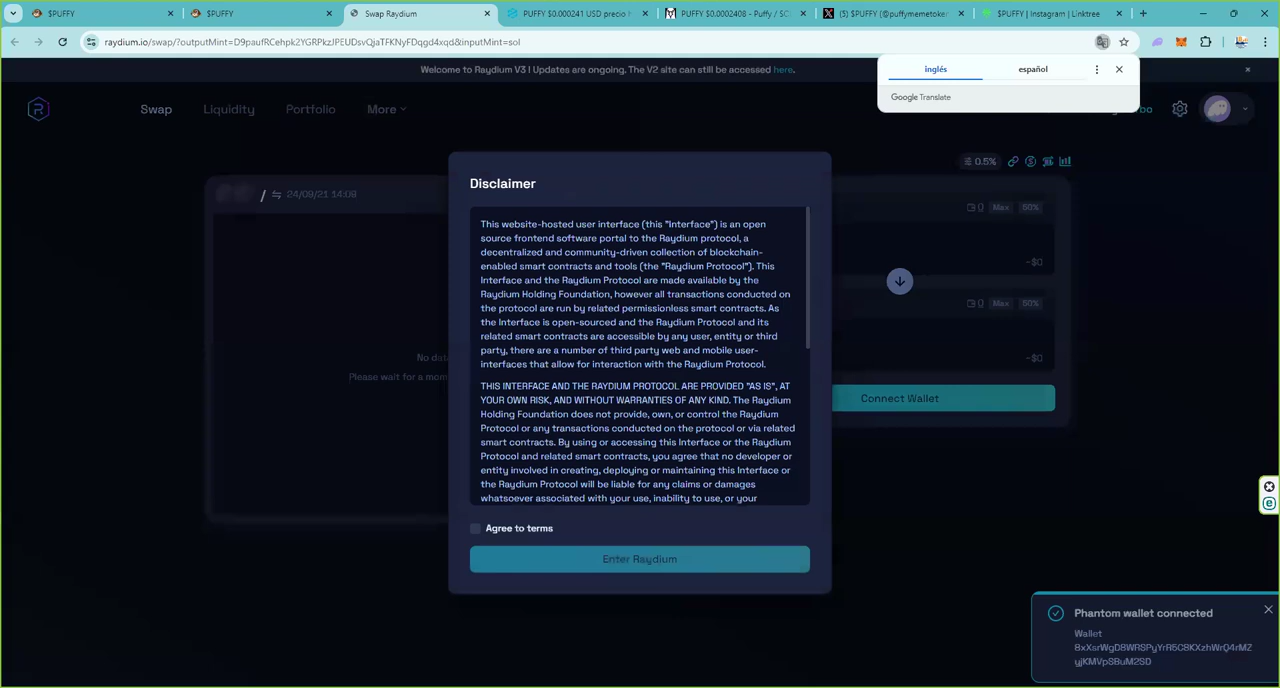 $PUFFY
$PUFFY
Swap Raydium
PUFFY $0.000241 USD precio
PUFFY $0.0002408 - Puffy / SO
(5) $PUFFY (@puffymemetoken
$PUFFY | Instagram | Linktree
raydium.io/swap/?outputMint=D9paufRCehpk2YGRPkzJPEUDsvQjaTFKNyFDqgd4xqd&inputMint=sol
Welcome to Raydium V3 | Updates are ongoing. The V2 site can still be accessed here.
inglés
español
Google Translate
Swap
Liquidity
Portfolio
More
0.5%
Disclaimer
/ 24/09/21 14:09
This website-hosted user interface (this "Interface") is an open
source frontend software portal to the Raydium protocol, a
decentralized and community-driven collection of blockchain-
enabled smart contracts and tools (the "Raydium Protocol"). This
Interface and the Raydium Protocol are made available by the
Raydium Holding Foundation, however all transactions conducted on
the protocol are run by related permissionless smart contracts. As
the Interface is open-sourced and the Raydium Protocol and its
related smart contracts are accessible by any user, entity or third
party, there are a number of third party web and mobile user-
interfaces that allow for interaction with the Raydium Protocol.
THIS INTERFACE AND THE RAYDIUM PROTOCOL ARE PROVIDED "AS IS", AT
YOUR OWN RISK, AND WITHOUT WARRANTIES OF ANY KIND. The Raydium
Holding Foundation does not provide, own, or control the Raydium
Protocol or any transactions conducted on the protocol or via related
smart contracts. By using or accessing this Interface or the Raydium
Protocol and related smart contracts, you agree that no developer or
entity involved in creating, deploying or maintaining this Interface or
the Raydium Protocol will be liable for any claims or damages
whatsoever associated with your use, inability to use, or your
Agree to terms
Enter Raydium
No data
Please wait for a mom
0 Max 50%
~$0
0 Max 50%
~$0
Connect Wallet
Phantom wallet connected
Wallet